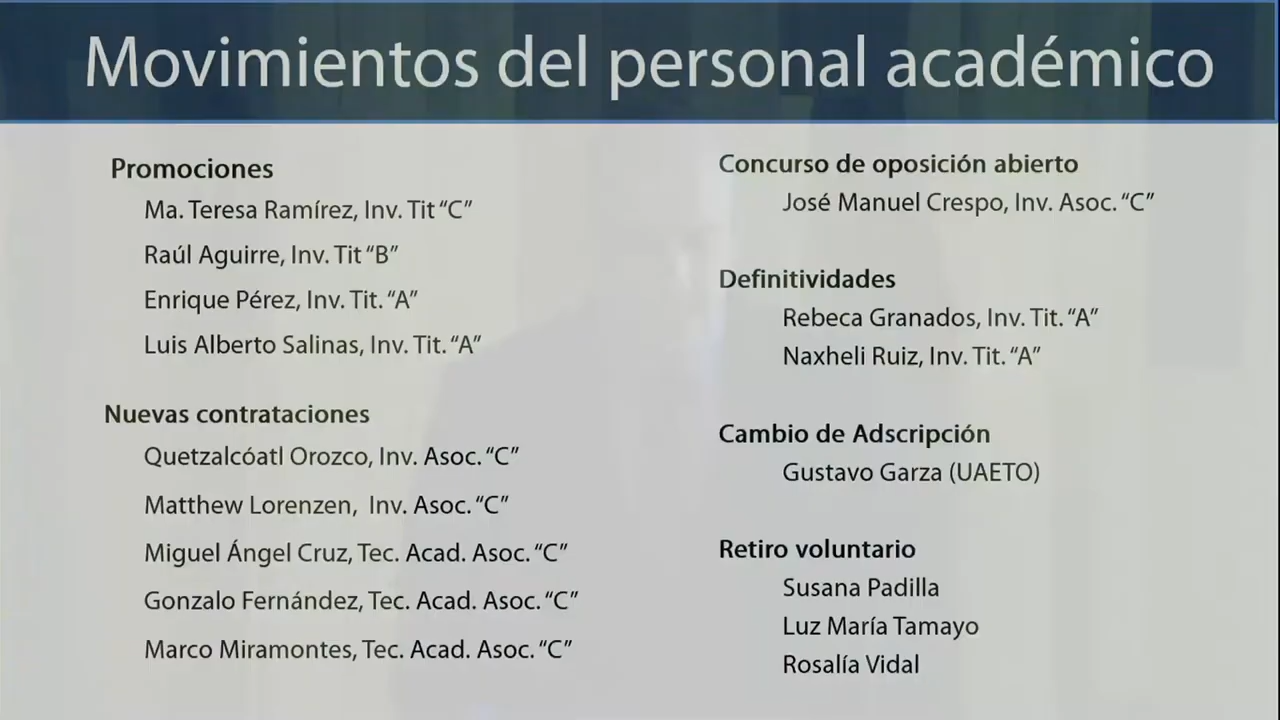 Movimientos del personal académico
Promociones
Ma. Teresa Ramírez, Inv. Tit “C”
Raúl Aguirre, Inv. Tit “B”
Enrique Pérez, Inv. Tit. “A”
Luis Alberto Salinas, Inv. Tit. “A”
Nuevas contrataciones
Quetzalcóatl Orozco, Inv. Asoc. “C”
Matthew Lorenzen,  Inv. Asoc. “C”
Miguel Ángel Cruz, Tec. Acad. Asoc. “C”
Gonzalo Fernández, Tec. Acad. Asoc. “C”
Marco Miramontes, Tec. Acad. Asoc. “C”
Concurso de oposición abierto
José Manuel Crespo, Inv. Asoc. “C”
Definitividades
Rebeca Granados, Inv. Tit. “A”
Naxheli Ruiz, Inv. Tit. “A”
Cambio de Adscripción
Gustavo Garza (UAETO)
Retiro voluntario
Susana Padilla
Luz María Tamayo
Rosalía Vidal